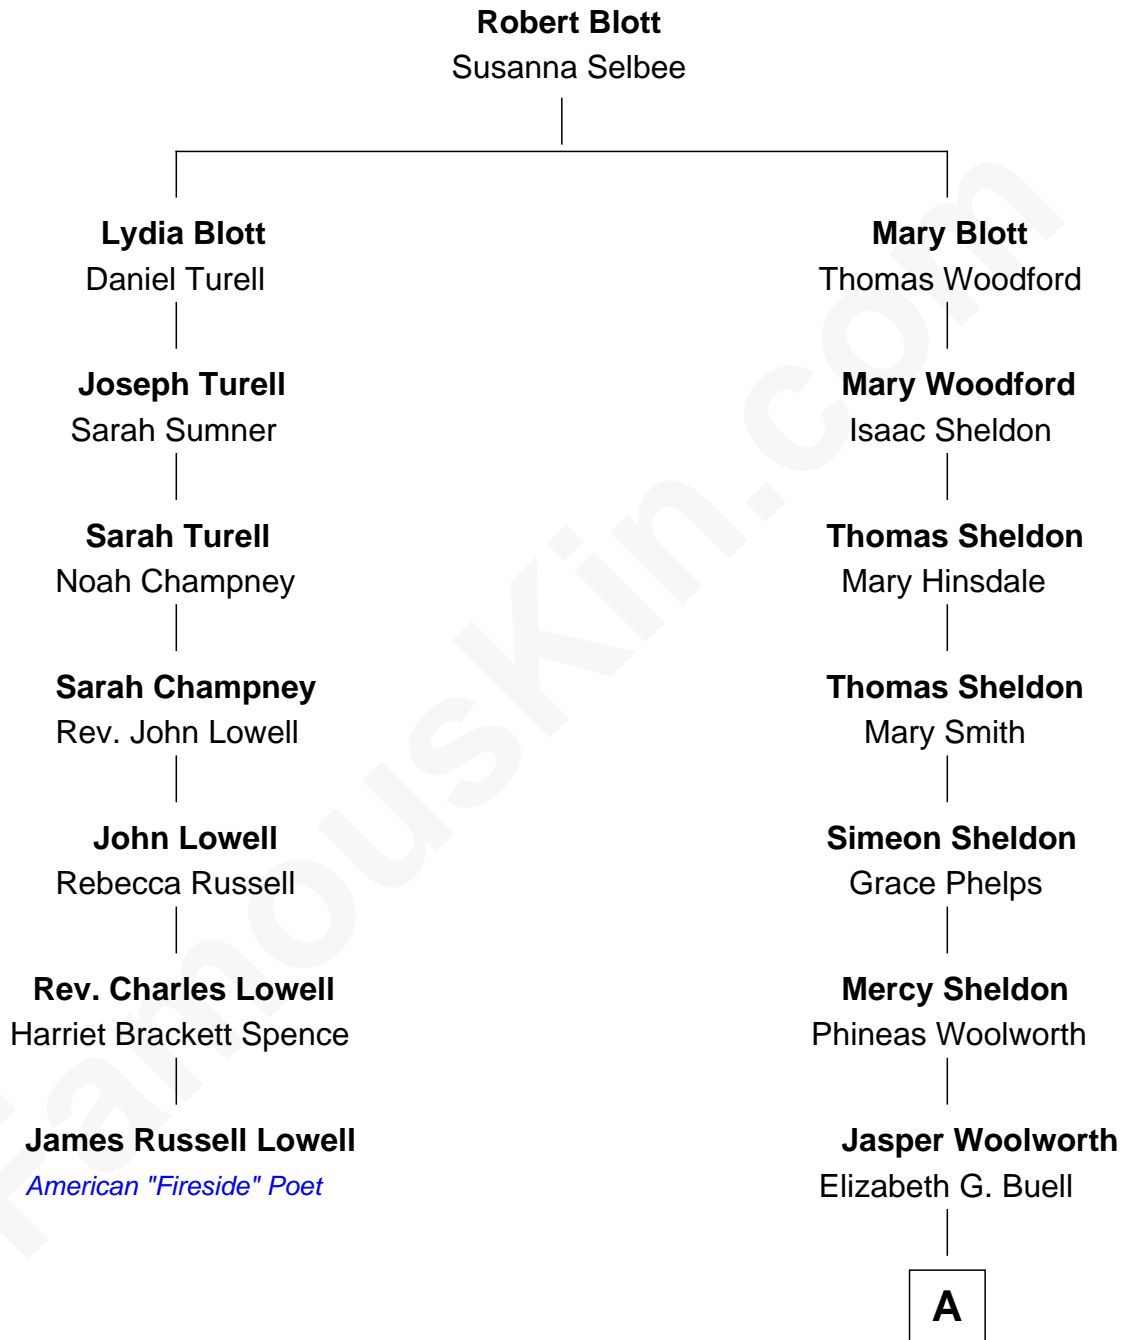 Robert Blott
Susanna Selbee
Lydia Blott
Daniel Turell
Mary Blott
Thomas Woodford
Joseph Turell
Sarah Sumner
Mary Woodford
Isaac Sheldon
Sarah Turell
Noah Champney
Thomas Sheldon
Mary Hinsdale
Sarah Champney
Rev. John Lowell
Thomas Sheldon
Mary Smith
John Lowell
Rebecca Russell
Simeon Sheldon
Grace Phelps
Rev. Charles Lowell
Harriet Brackett Spence
Mercy Sheldon
Phineas Woolworth
James Russell Lowell
American "Fireside" Poet
Jasper Woolworth
Elizabeth G. Buell
A
FamousKin.com